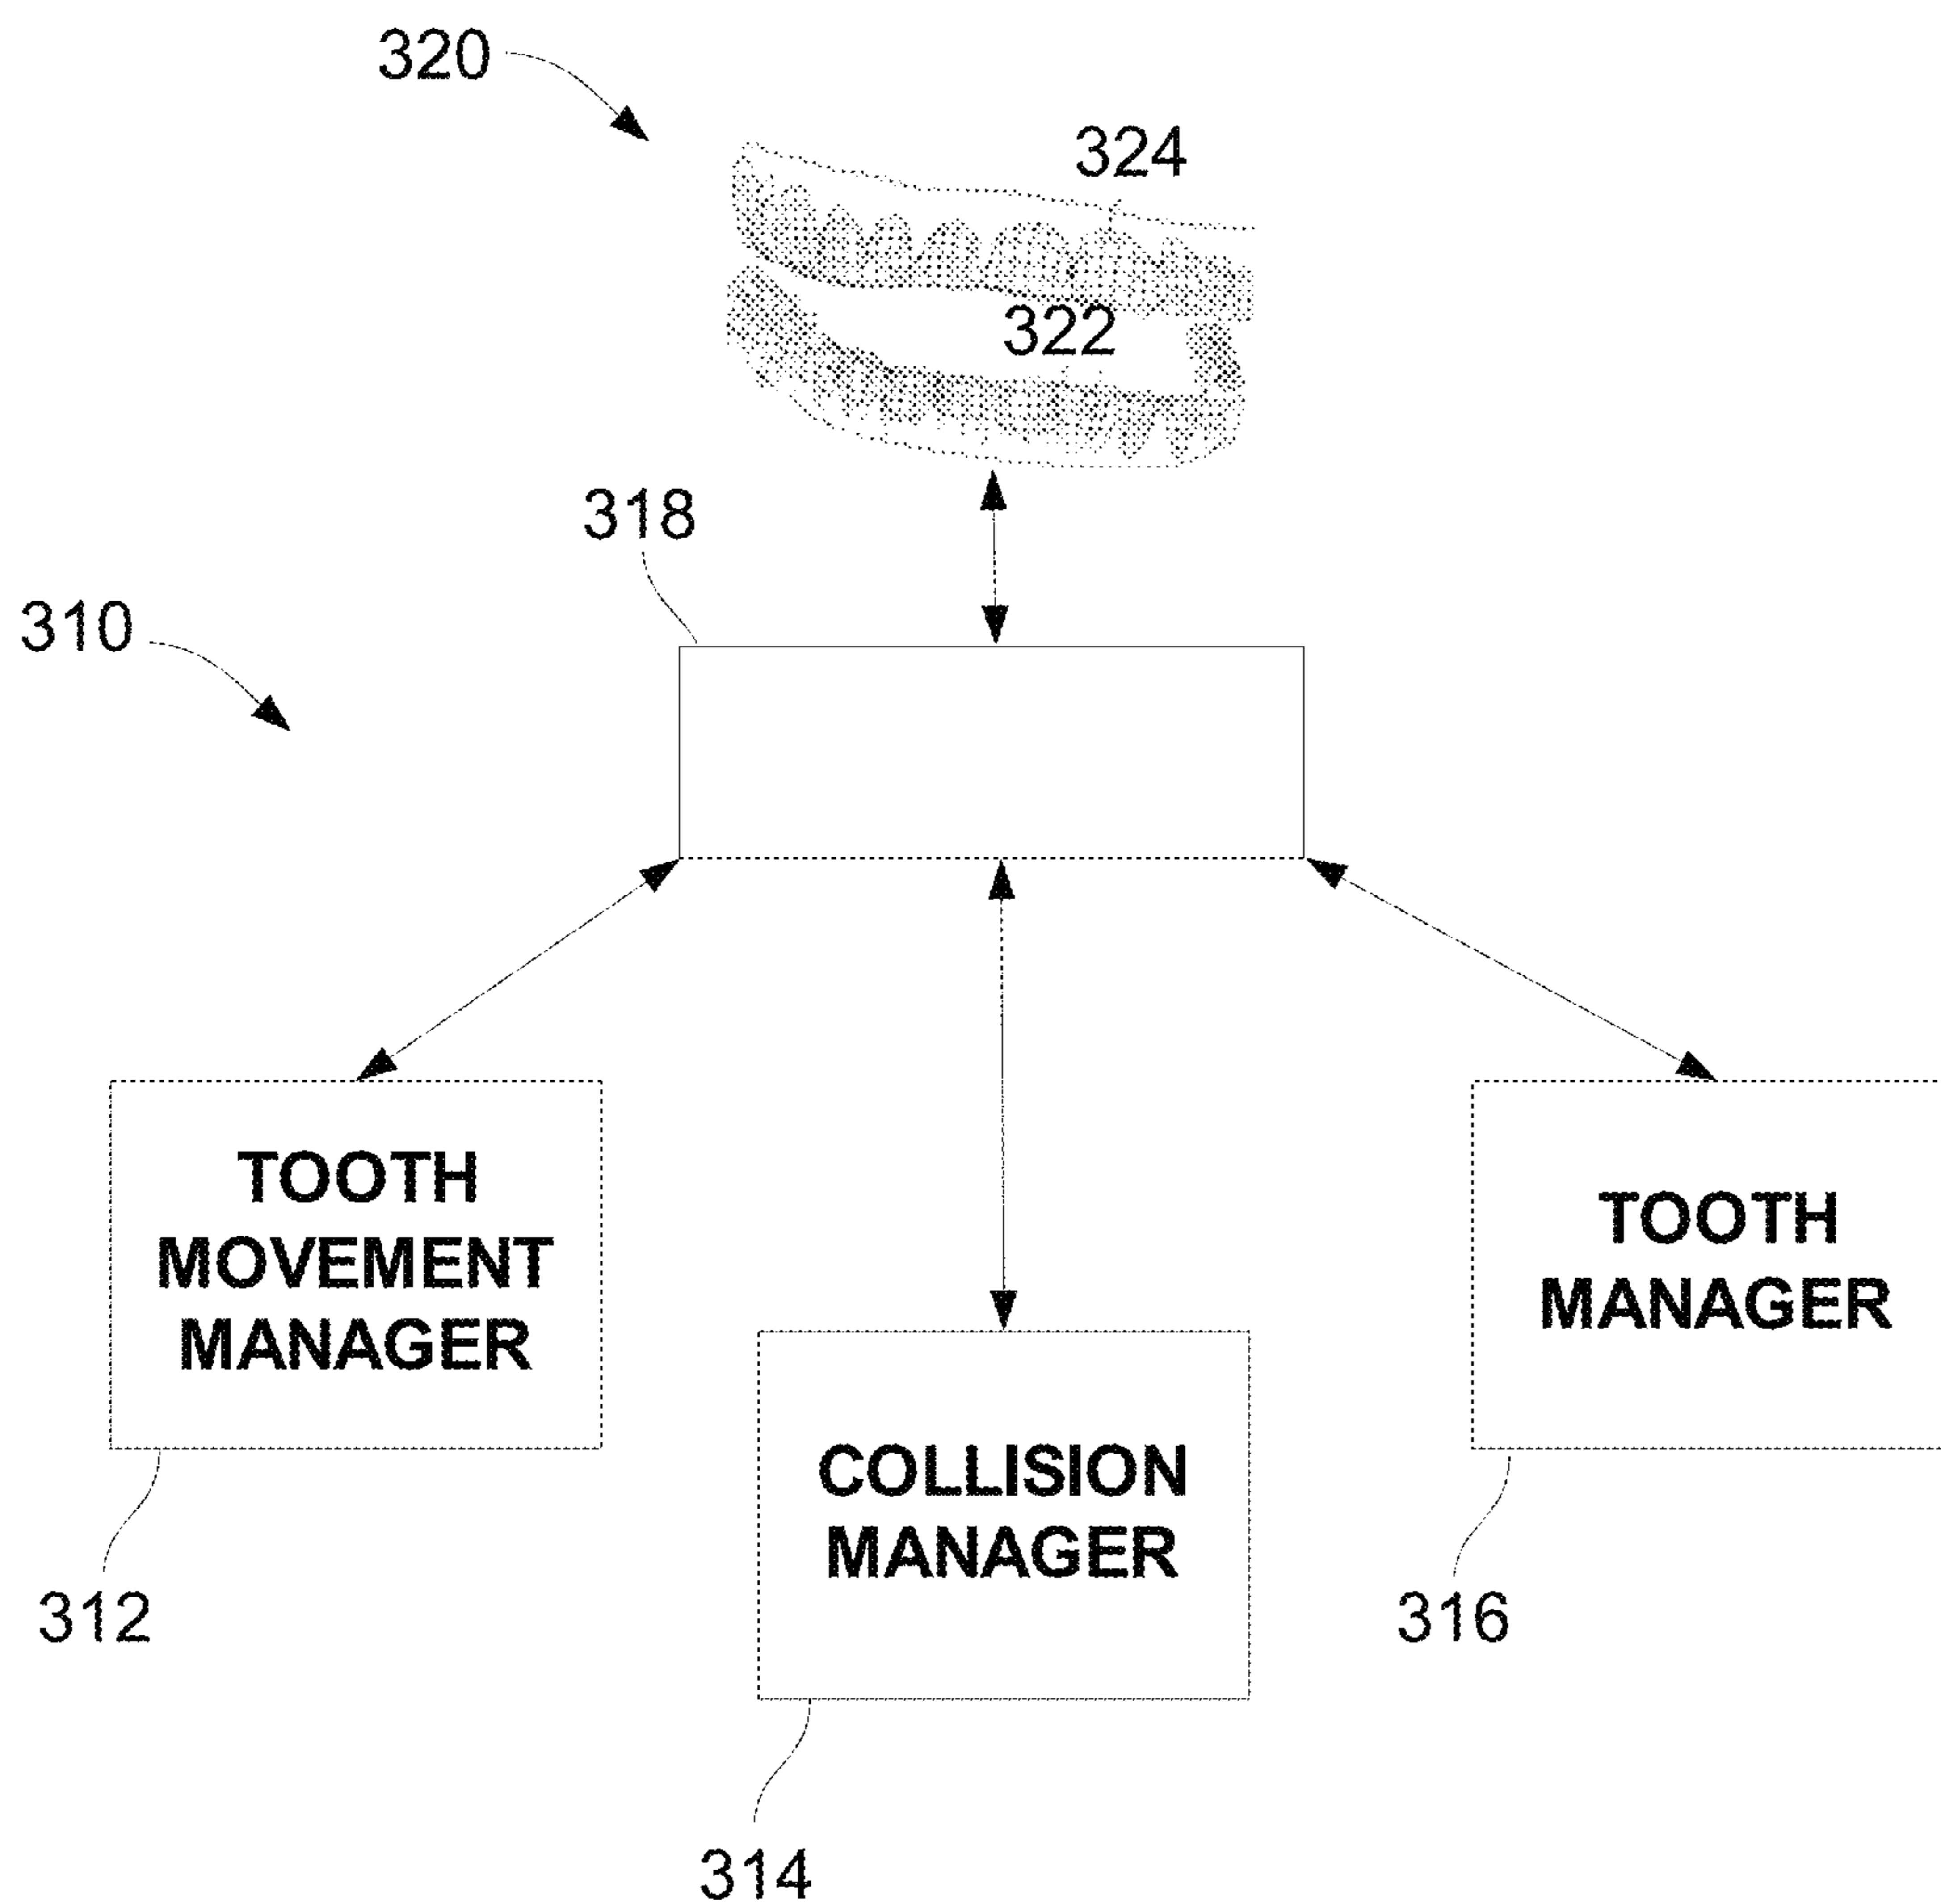 320
324
322
318
310
TOOTH
MOVEMENT
MANAGER
TOOTH
MANAGER
COLLISION
MANAGER
312
316
314